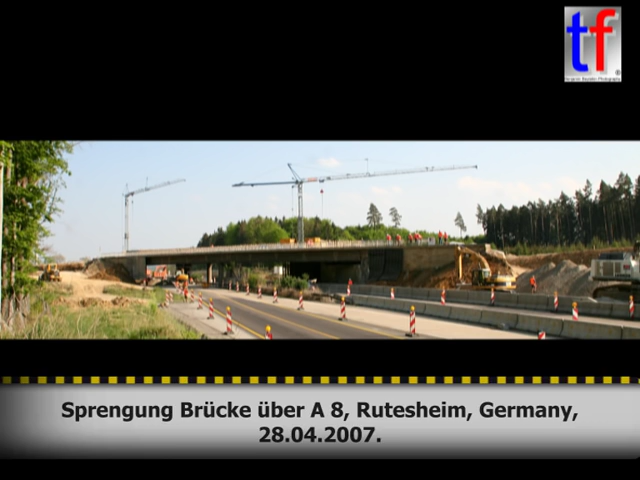 tf
Sprengung Brücke über A 8, Rutesheim, Germany,
28.04.2007.